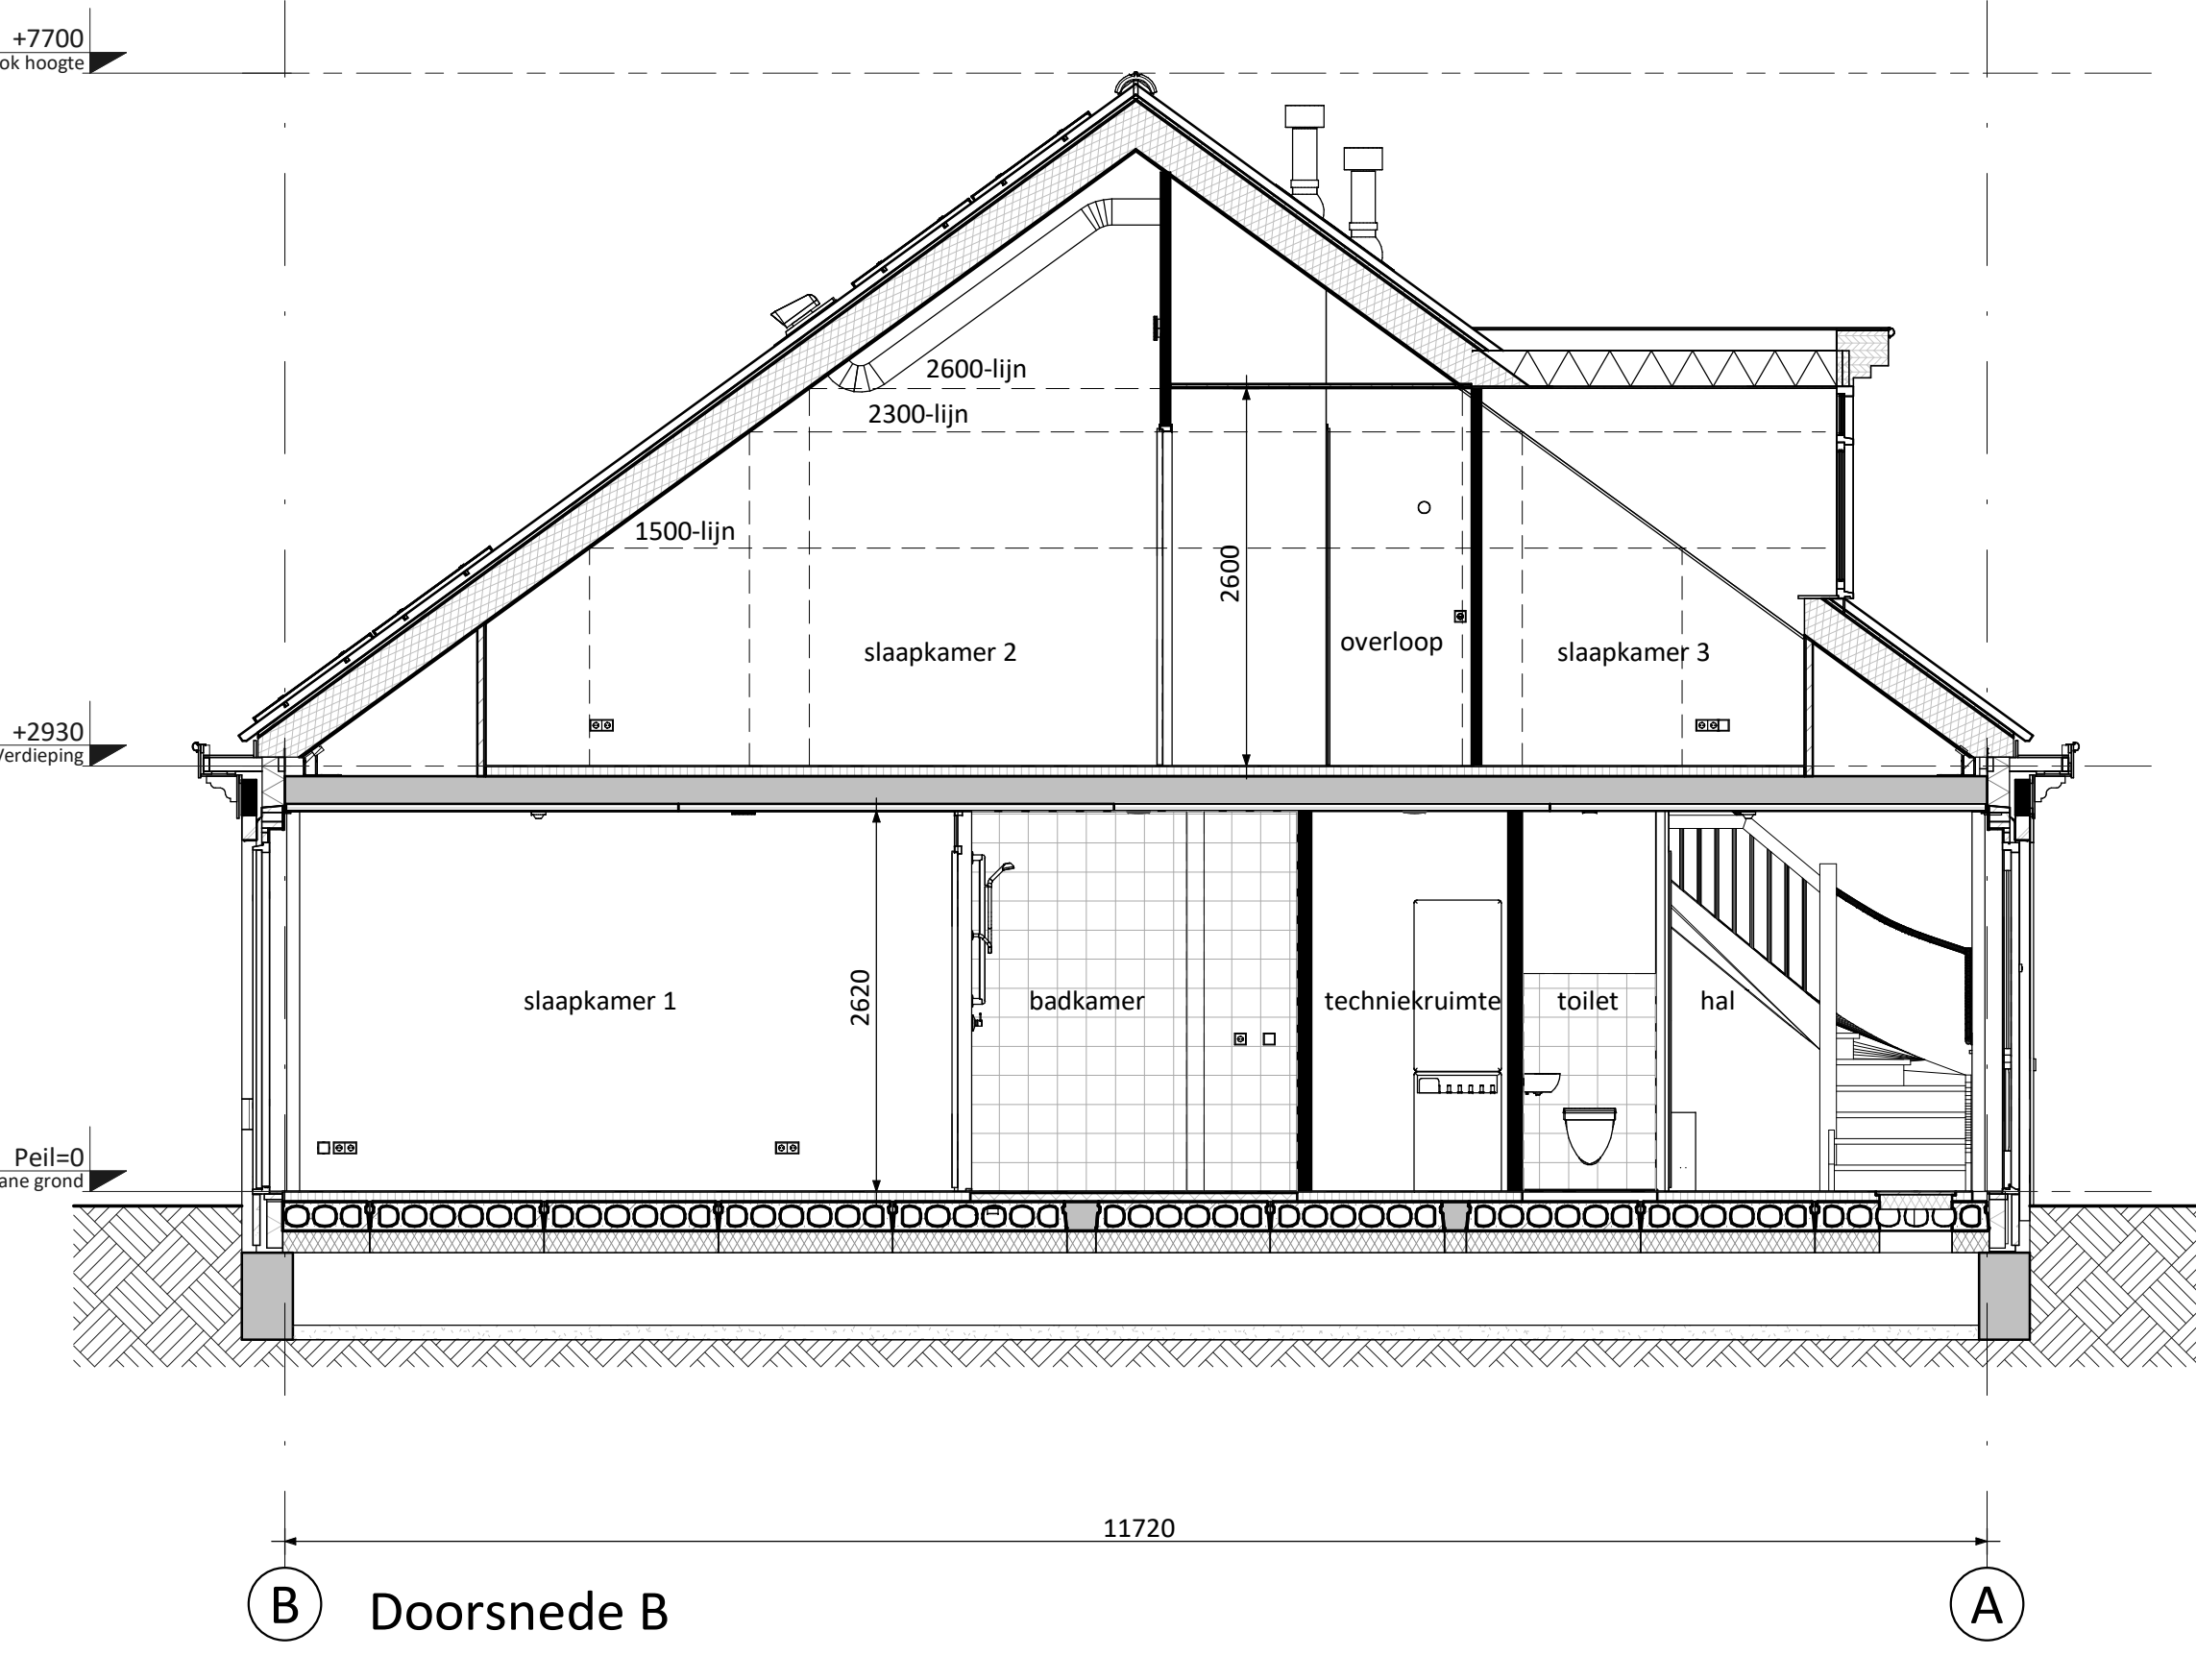 +7700
ok hoogte
2600-lijn
2300-lijn
1500-lijn
2600
slaapkamer 2
overloop
slaapkamer 3
+2930
Verdieping
2620
slaapkamer 1
badkamer
techniekruimte
toilet
hal
Peil=0
ane grond
11720
B
Doorsnede B
A